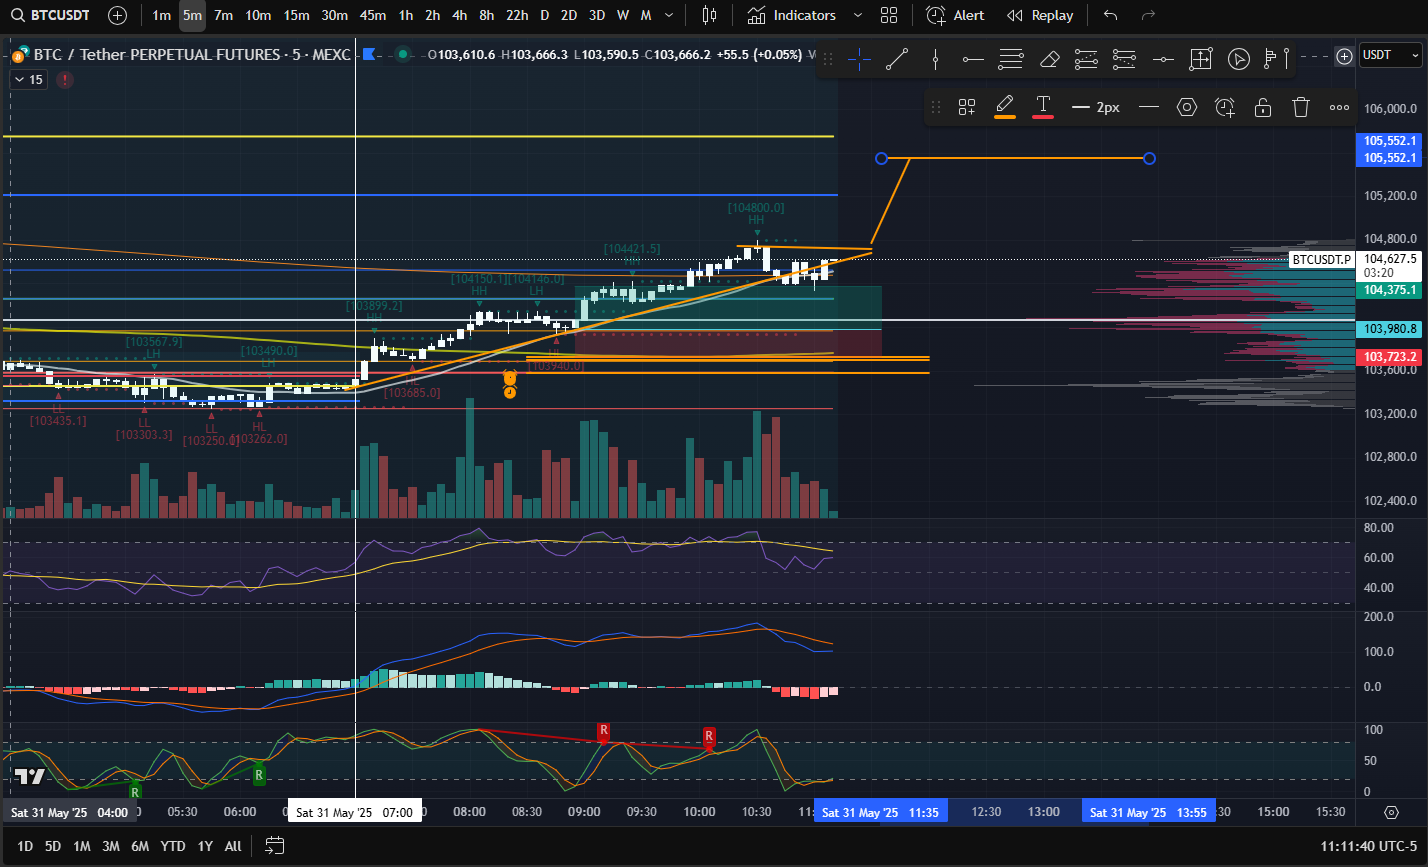 BTCUSDT 1m 5m 7m 10m 15m 30m 45m 1h 2h 4h 8h 22h D 2D 3D W M Indicators Alert Replay
BTC / Tether PERPETUAL FUTURES · 5 · MEXC O103,610.6 H103,666.3 L103,590.5 C103,666.2 +55.5 (+0.05%)
USDT
15
2px
106,000.0
105,552.1
105,552.1
105,200.0
[104800.0]
HH
104,800.0
[104421.5]
HH
BTCUSDT.P 104,627.5
03:20
104,375.1
[104150.1] [104146.0]
HH LH
[103899.2]
HH
103,980.8
[103567.9]
LH
[103490.0]
LH
103,723.2
103,600.0
HL
[103940.0]
HL
[103685.0]
LL
[103435.1]
LL
[103303.3]
LL
[103250.0]
HL
[103262.0]
103,200.0
102,800.0
102,400.0
80.00
60.00
40.00
200.0
100.0
0.0
100
50
0
R
R
R
R
Sat 31 May '25 04:00 05:30 06:00 Sat 31 May '25 07:00 08:00 08:30 09:00 09:30 10:00 10:30 Sat 31 May '25 11:35 12:30 13:00 Sat 31 May '25 13:55 15:00 15:30
1D 5D 1M 3M 6M YTD 1Y All 11:11:40 UTC-5